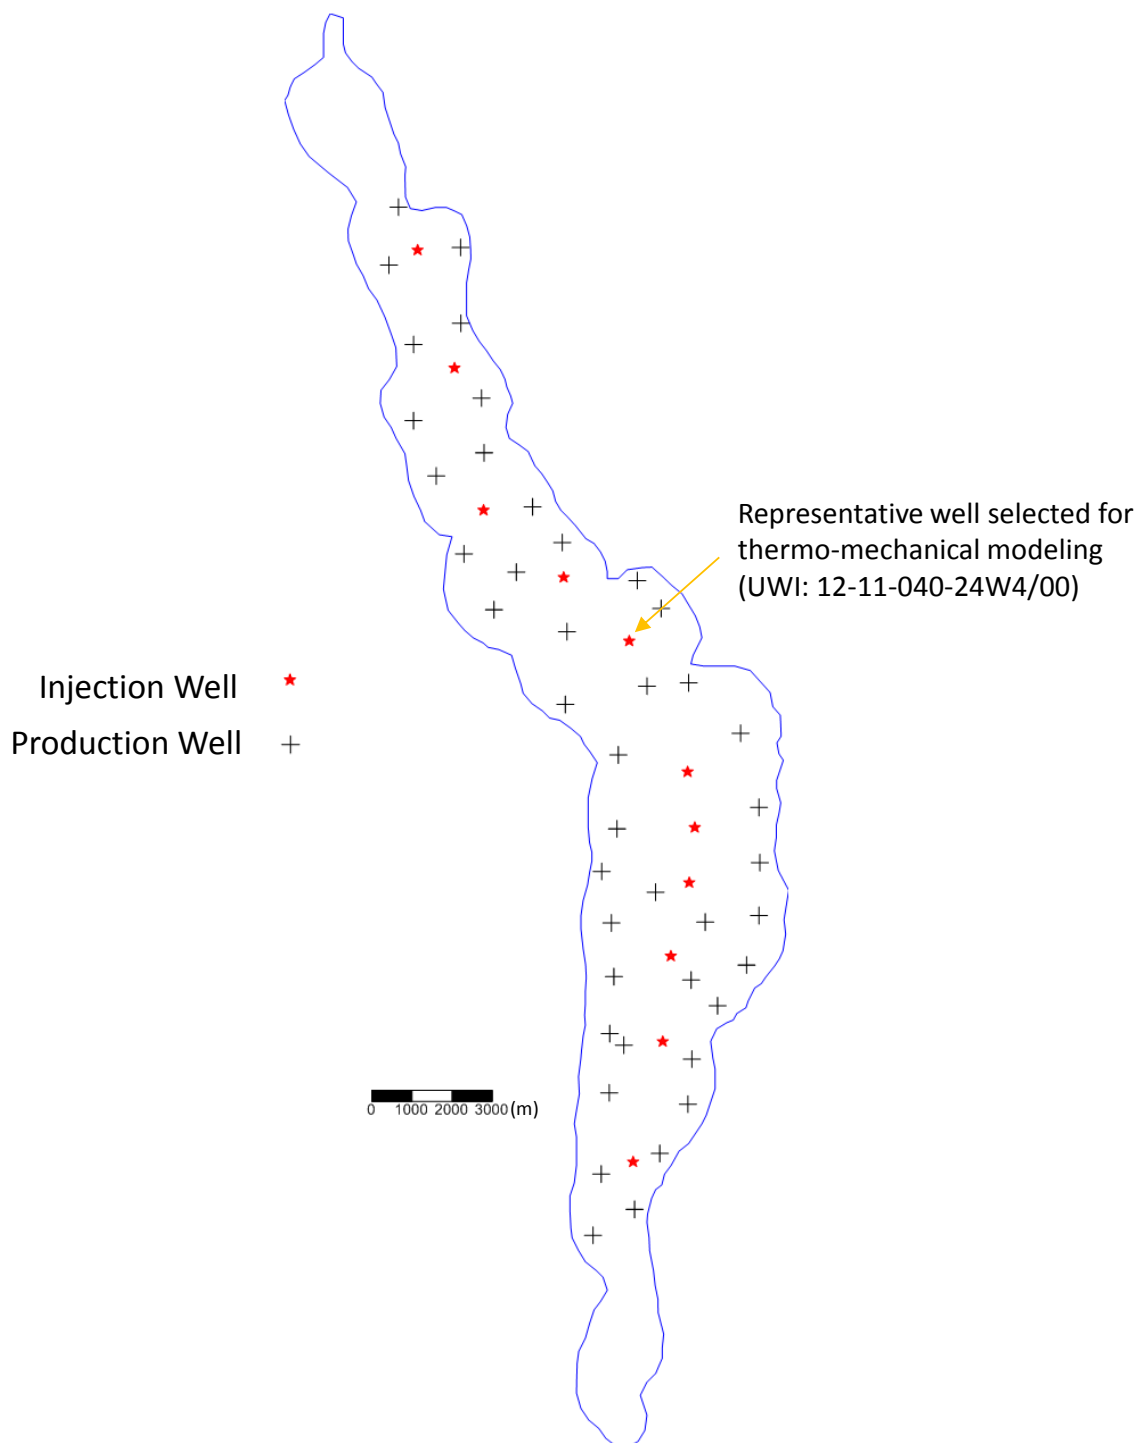 Representative well selected for
thermo-mechanical modeling
(UWI: 12-11-040-24W4/00)
Injection Well
Production Well
0 1000 2000 3000 (m)